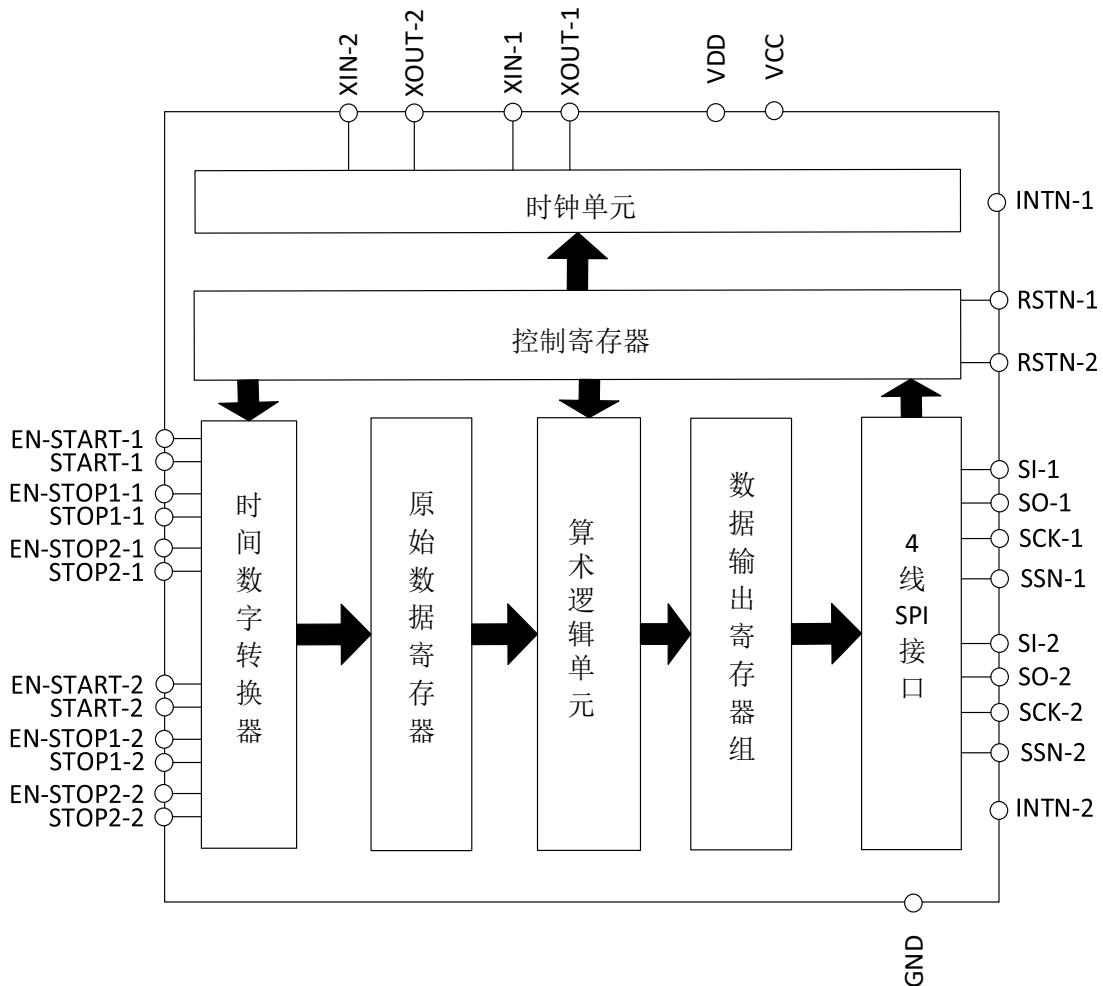 XIN-2
XOUT-2
XIN-1
XOUT-1
VDD
VCC
时钟单元
INTN-1
控制寄存器
RSTN-1
RSTN-2
EN-START-1
START-1
EN-STOP1-1
STOP1-1
EN-STOP2-1
STOP2-1
EN-START-2
START-2
EN-STOP1-2
STOP1-2
EN-STOP2-2
STOP2-2
时间数字转换器
原始数据寄存器
算术逻辑单元
数据输出寄存器组
4
线
SPI
接
口
SI-1
SO-1
SCK-1
SSN-1
SI-2
SO-2
SCK-2
SSN-2
INTN-2
GND